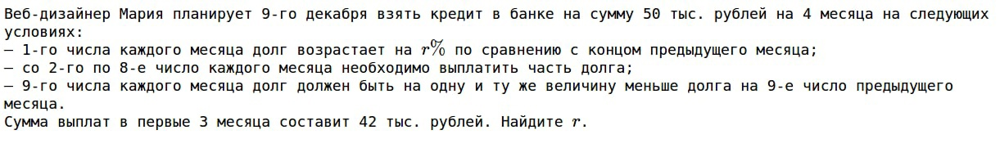 Веб-дизайнер Мария планирует 9-го декабря взять кредит в банке на сумму 50 тыс. рублей на 4 месяца на следующих
условиях:
– 1-го числа каждого месяца долг возрастает на r% по сравнению с концом предыдущего месяца;
– со 2-го по 8-е число каждого месяца необходимо выплатить часть долга;
– 9-го числа каждого месяца долг должен быть на одну и ту же величину меньше долга на 9-е число предыдущего
месяца.
Сумма выплат в первые 3 месяца составит 42 тыс. рублей. Найдите r.